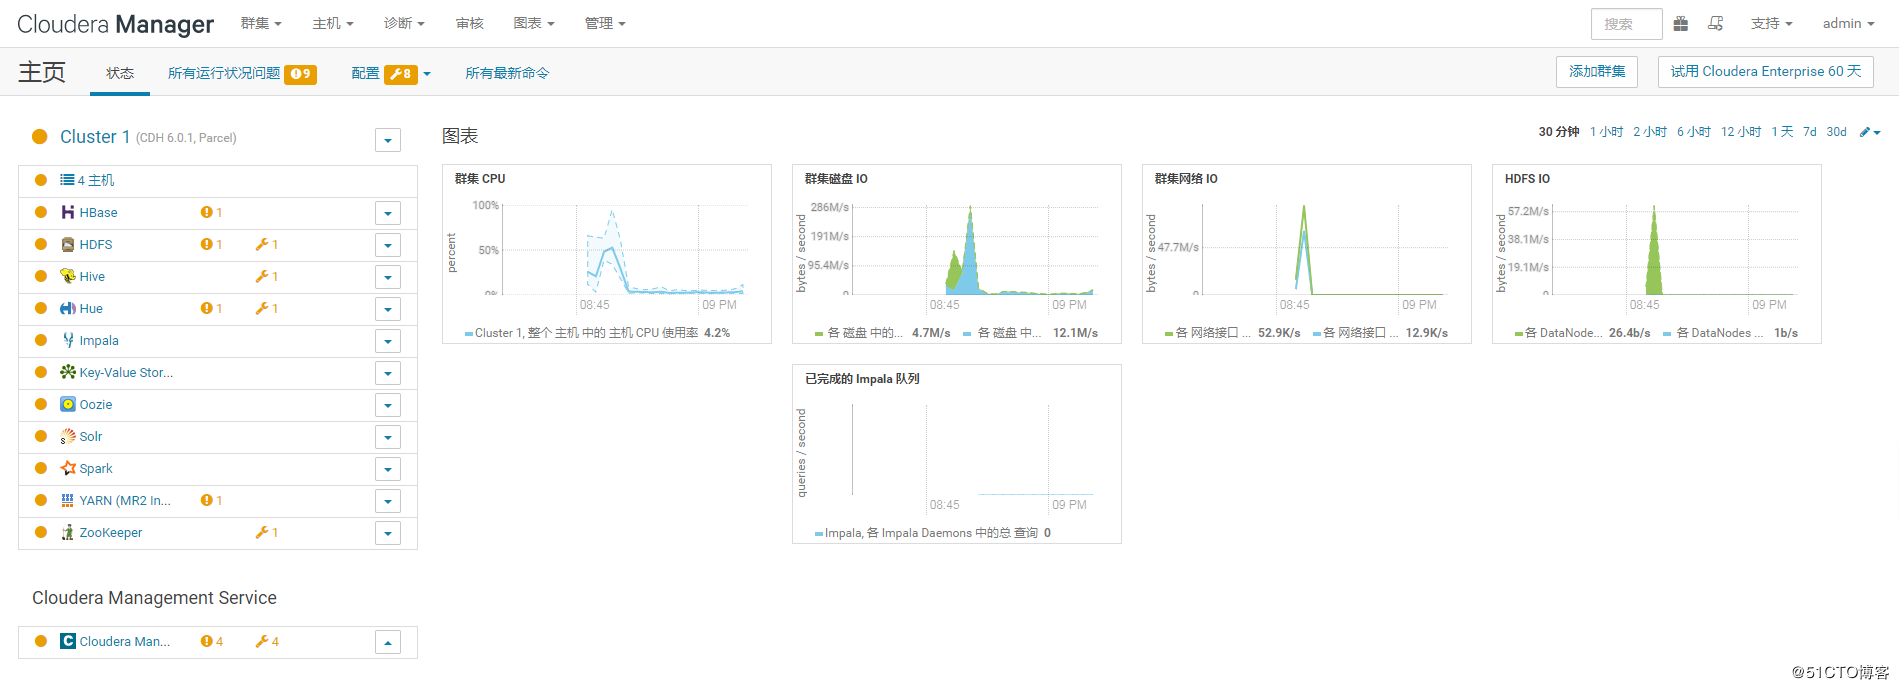 Cloudera Manager 群集 主机 诊断 审核 图表 管理 搜索 支持 admin
主页 状态 所有运行状况问题 9 配置 8 所有最新命令 添加群集 试用 Cloudera Enterprise 60 天
Cluster 1 (CDH 6.0.1, Parcel)
4 主机
HBase 1
HDFS 1 1
Hive 1
Hue 1 1
Impala
Key-Value Stor...
Oozie
Solr
Spark
YARN (MR2 In... 1
ZooKeeper 1
Cloudera Management Service
Cloudera Man... 4 4
图表
30 分钟 1 小时 2 小时 6 小时 12 小时 1 天 7d 30d
群集 CPU
percent
100%
50%
0%
08:45 09 PM
Cluster 1, 整个 主机 中的 主机 CPU 使用率 4.2%
群集磁盘 IO
bytes / second
286M/s
191M/s
95.4M/s
0
08:45 09 PM
各 磁盘 中的... 4.7M/s 各 磁盘 中... 12.1M/s
群集网络 IO
bytes / second
47.7M/s
0
08:45 09 PM
各 网络接口 ... 52.9K/s 各 网络接口 ... 12.9K/s
HDFS IO
bytes / second
57.2M/s
38.1M/s
19.1M/s
0
08:45 09 PM
各 DataNode... 26.4b/s 各 DataNodes ... 1b/s
已完成的 Impala 队列
queries / second
08:45 09 PM
Impala, 各 Impala Daemons 中的总 查询 0
@51CTO博客